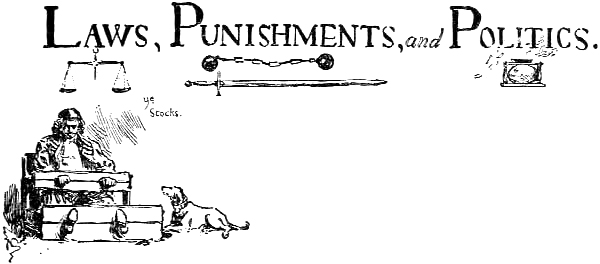 LAWS, PUNISHMENTS, and POLITICS.
ye
Stocks.